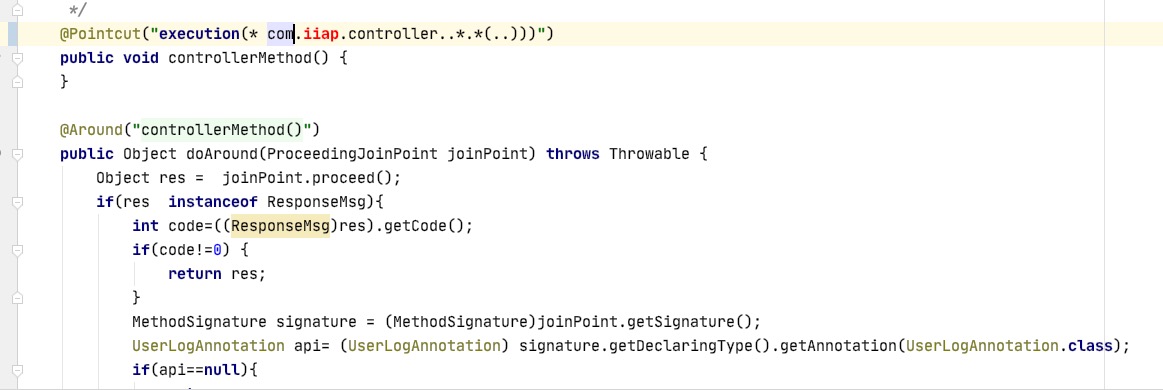 */
@Pointcut("execution(* com.iiap.controller..*.*(..)))")
public void controllerMethod() {
}
@Around("controllerMethod()")
public Object doAround(ProceedingJoinPoint joinPoint) throws Throwable {
Object res =  joinPoint.proceed();
if(res  instanceof ResponseMsg){
int code=((ResponseMsg)res).getCode();
if(code!=0) {
return res;
}
MethodSignature signature = (MethodSignature)joinPoint.getSignature();
UserLogAnnotation api= (UserLogAnnotation) signature.getDeclaringType().getAnnotation(UserLogAnnotation.class);
if(api==null){